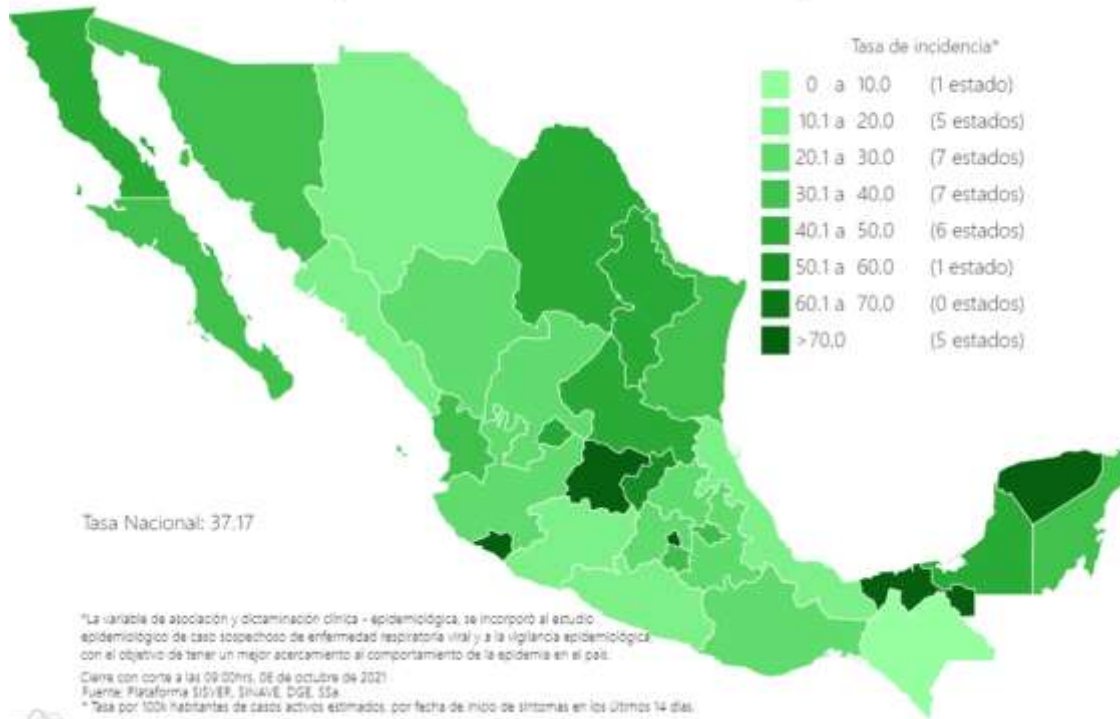 Tasa de incidencia*
0 a 10.0 (1 estado)
10.1 a 20.0 (5 estados)
20.1 a 30.0 (7 estados)
30.1 a 40.0 (7 estados)
40.1 a 50.0 (6 estados)
50.1 a 60.0 (1 estado)
60.1 a 70.0 (0 estados)
>70.0 (5 estados)
Tasa Nacional: 37.17
*La variable de asociación y dictaminación clínica - epidemiológica, se incorporó al estudio
epidemiológico de caso sospechoso de enfermedad respiratoria viral y a la vigilancia epidemiológica
con el objetivo de tener un mejor acercamiento al comportamiento de la epidemia en el país.
Cierre con corte a las 09:00hrs, 06 de octubre de 2021
Fuente: Plataforma SISVER, SINAVE, DGE, SSa
* Tasa por 100k habitantes de casos activos estimados, por fecha de inicio de síntomas en los últimos 14 días.